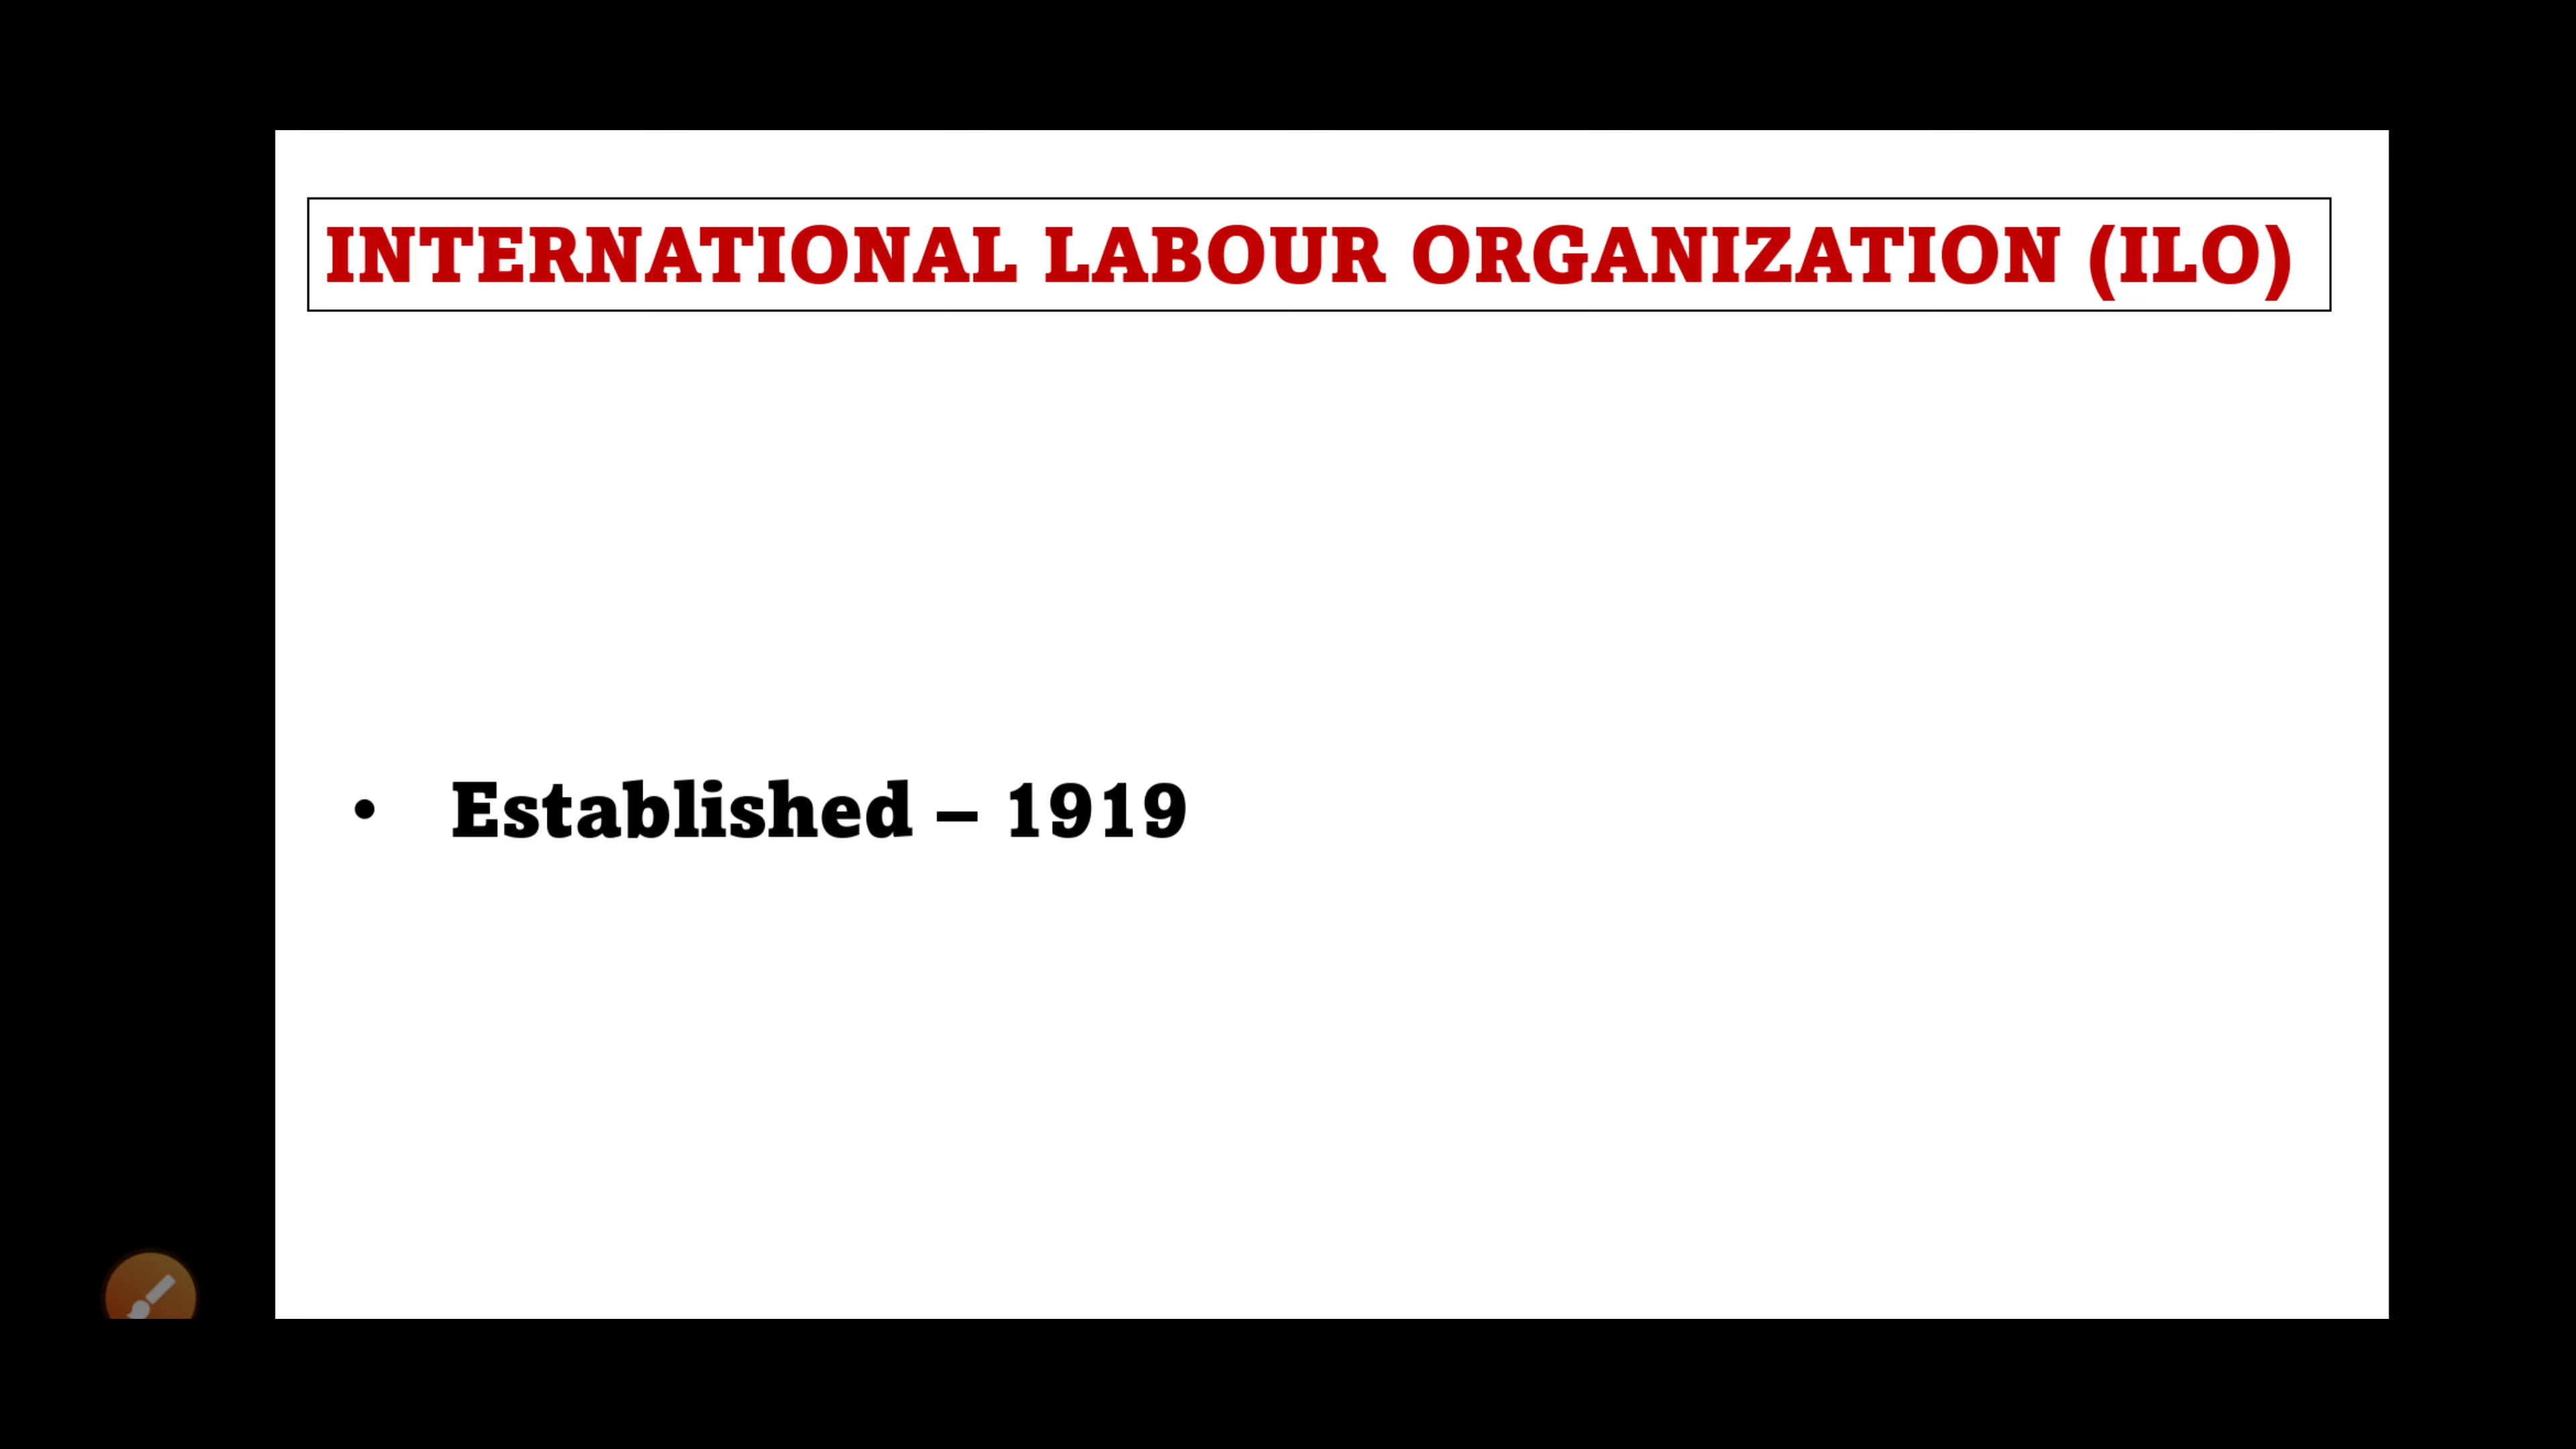 INTERNATIONAL LABOUR ORGANIZATION (ILO)
• Established – 1919